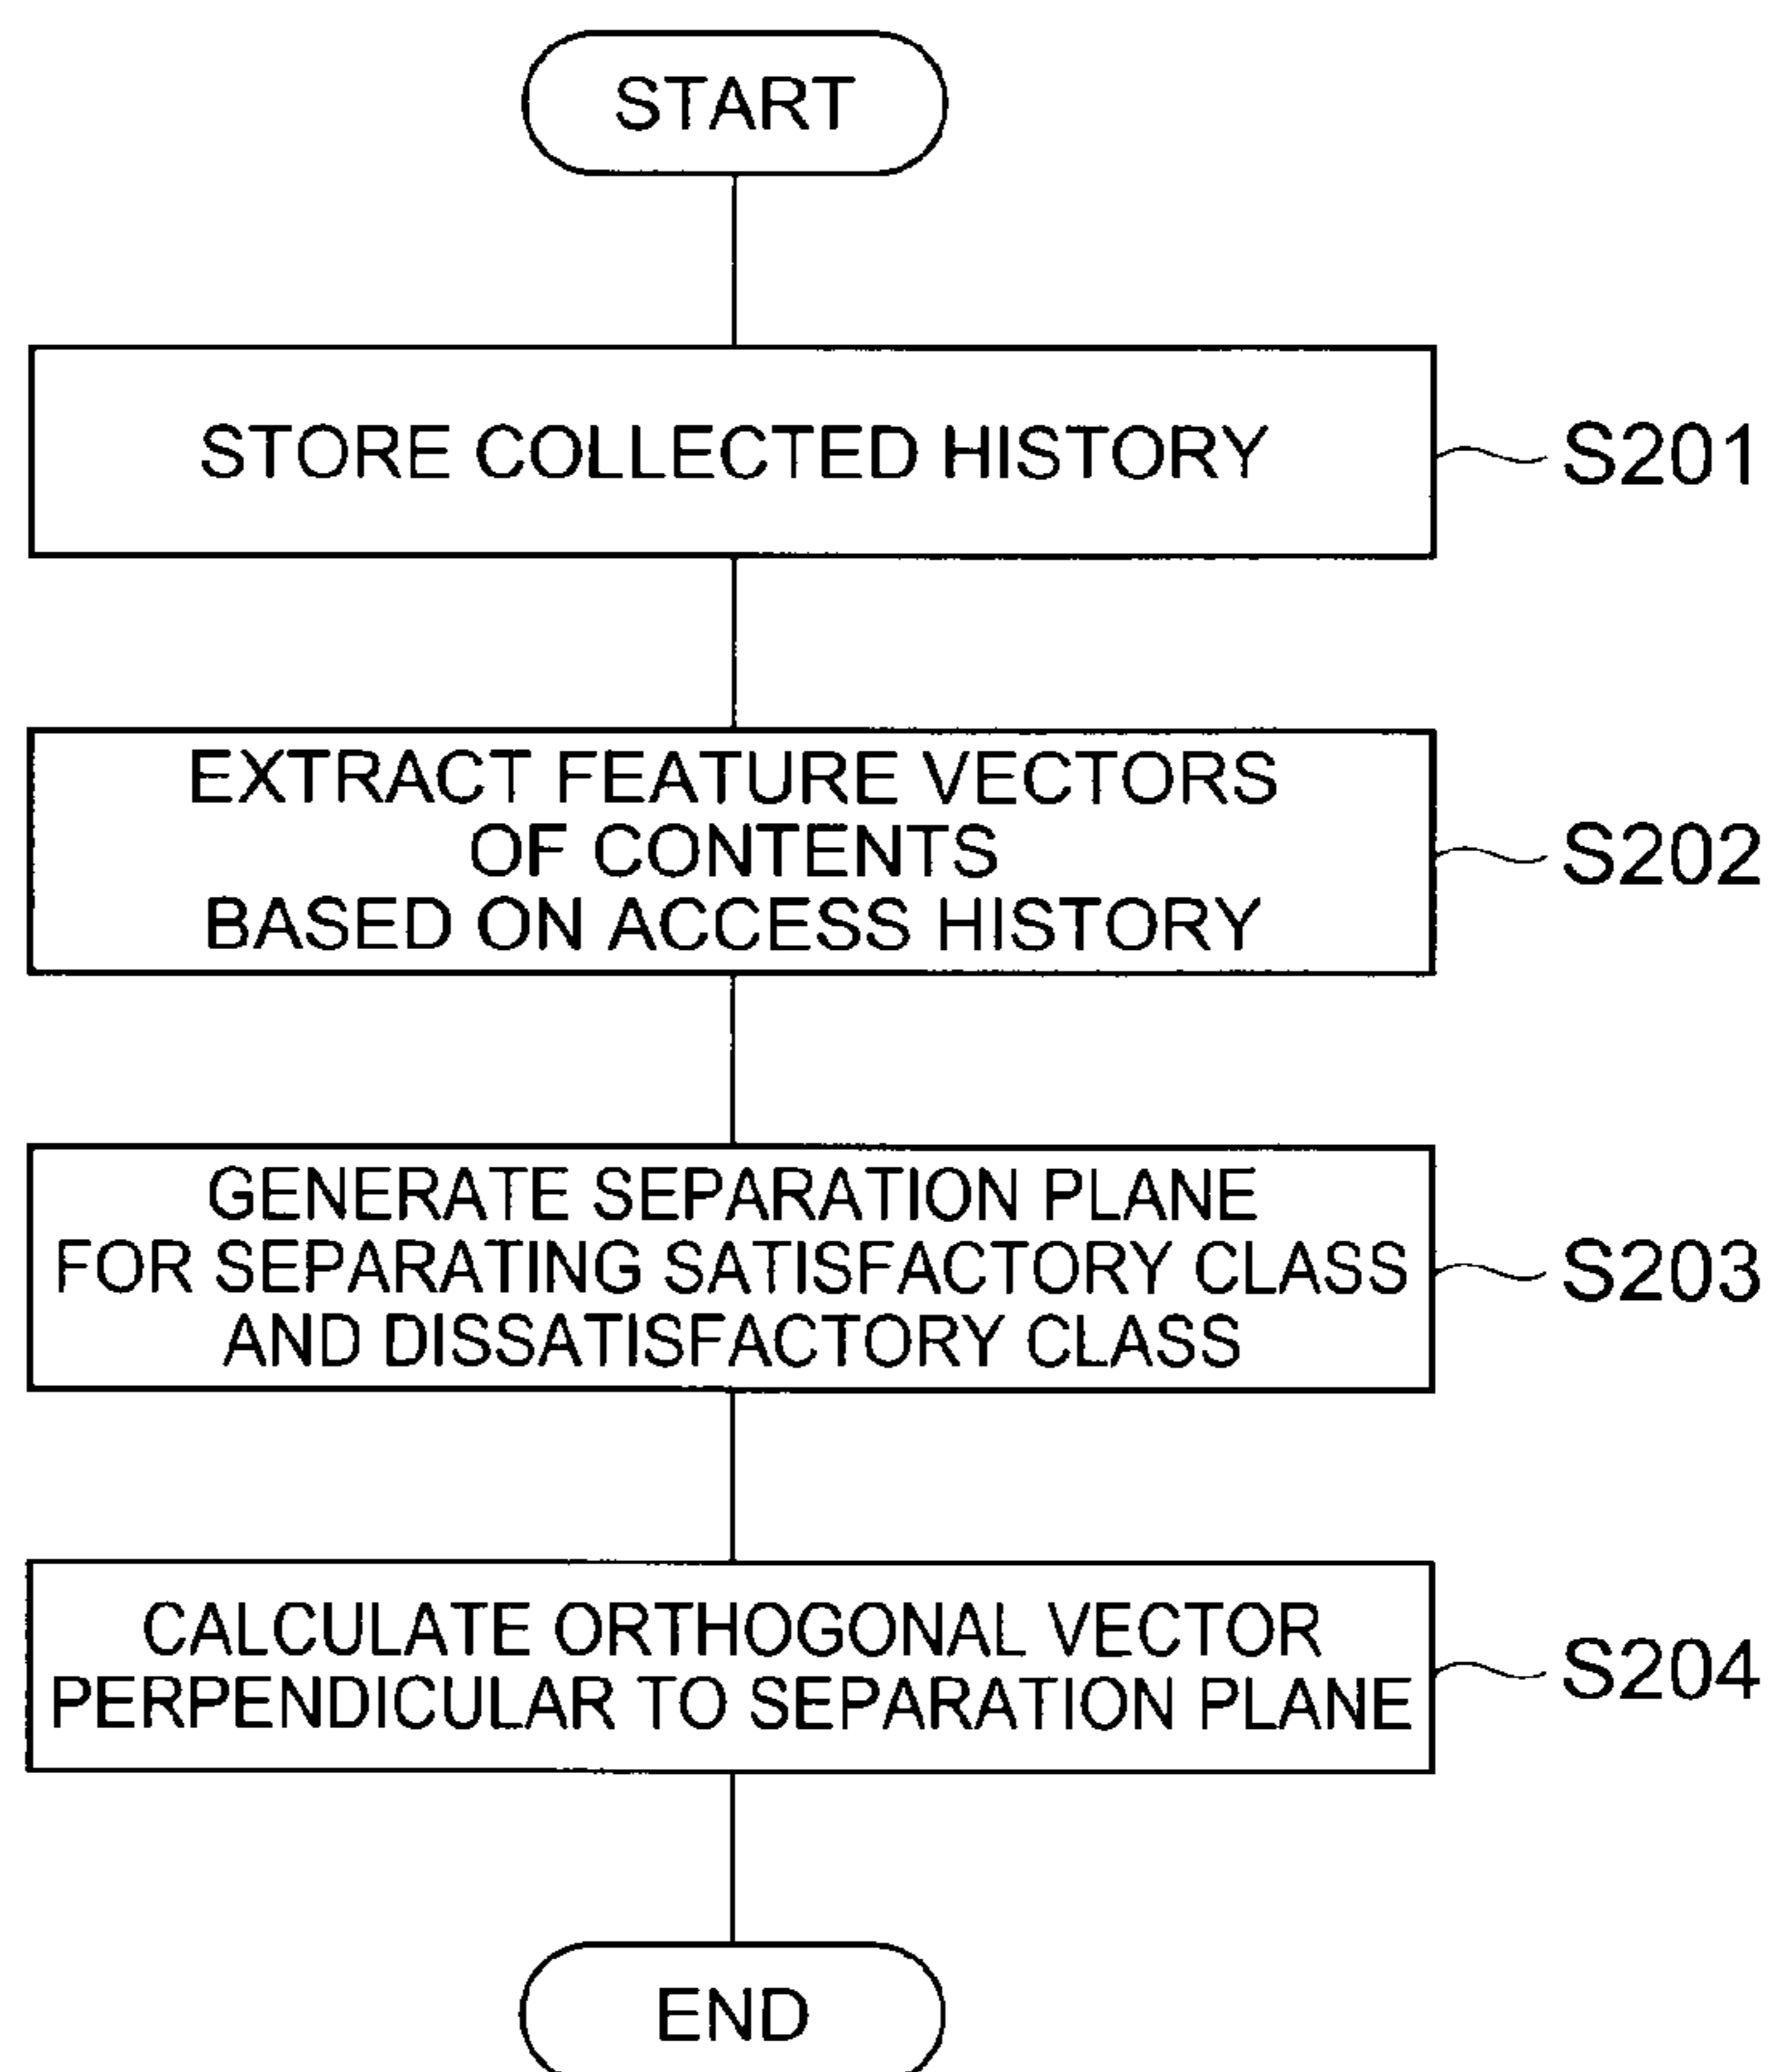 START
STORE COLLECTED HISTORY
S201
EXTRACT FEATURE VECTORS
OF CONTENTS
BASED ON ACCESS HISTORY
S202
GENERATE SEPARATION PLANE
FOR SEPARATING SATISFACTORY CLASS
AND DISSATISFACTORY CLASS
S203
CALCULATE ORTHOGONAL VECTOR
PERPENDICULAR TO SEPARATION PLANE
S204
END